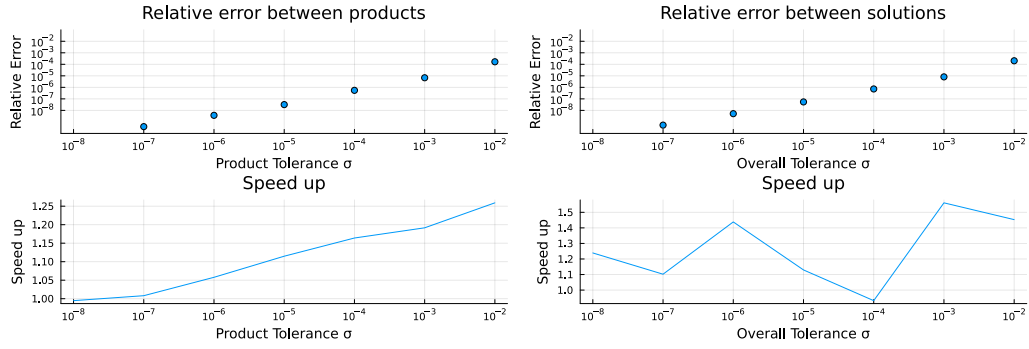 Relative error between products
Relative Error
10⁻²
10⁻³
10⁻⁴
10⁻⁵
10⁻⁶
10⁻⁷
10⁻⁸
10⁻⁸ 10⁻⁷ 10⁻⁶ 10⁻⁵ 10⁻⁴ 10⁻³ 10⁻²
Product Tolerance σ
Relative error between solutions
Relative Error
10⁻²
10⁻³
10⁻⁴
10⁻⁵
10⁻⁶
10⁻⁷
10⁻⁸
10⁻⁸ 10⁻⁷ 10⁻⁶ 10⁻⁵ 10⁻⁴ 10⁻³ 10⁻²
Overall Tolerance σ
Speed up
Speed up
1.25
1.20
1.15
1.10
1.05
1.00
10⁻⁸ 10⁻⁷ 10⁻⁶ 10⁻⁵ 10⁻⁴ 10⁻³ 10⁻²
Product Tolerance σ
Speed up
Speed up
1.5
1.4
1.3
1.2
1.1
1.0
10⁻⁸ 10⁻⁷ 10⁻⁶ 10⁻⁵ 10⁻⁴ 10⁻³ 10⁻²
Overall Tolerance σ